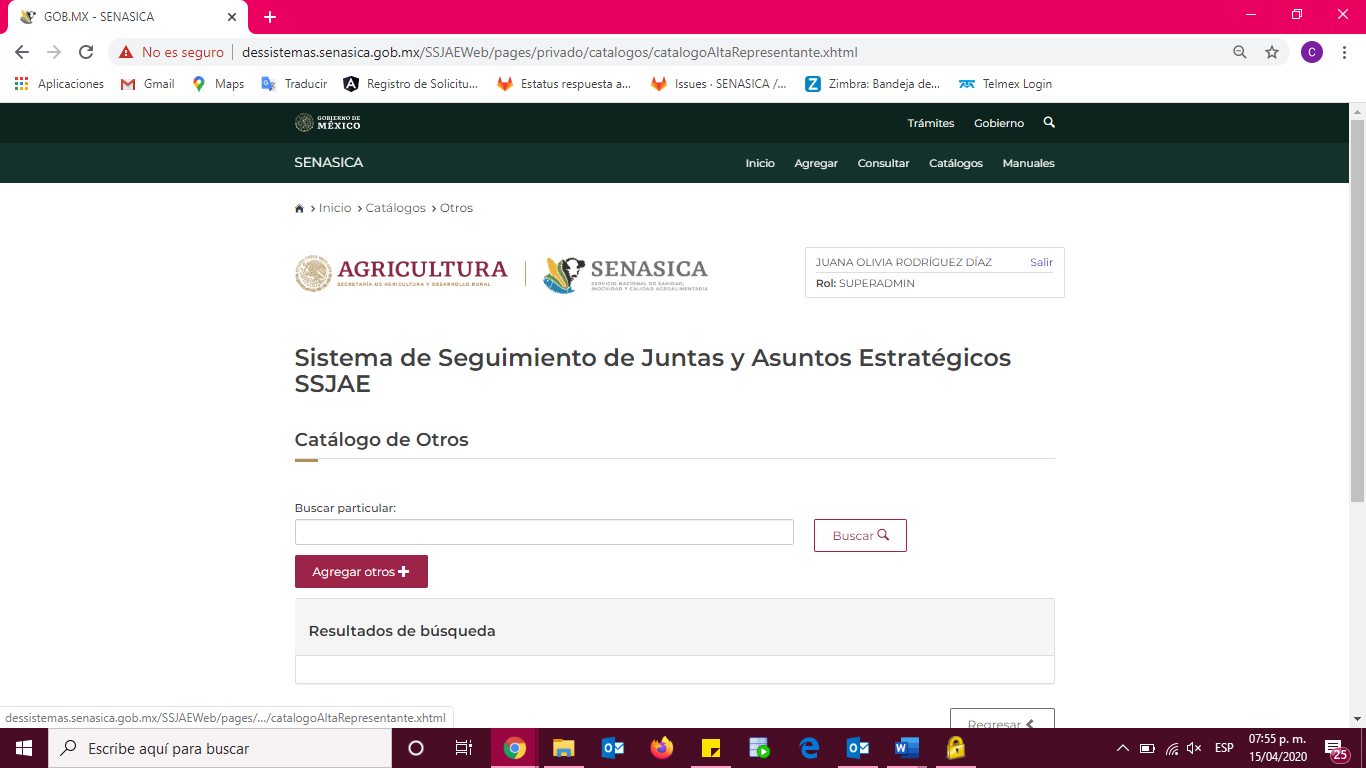 GOB.MX - SENASICA
No es seguro
dessistemas.senasica.gob.mx/SSJAEWeb/pages/privado/catalogos/catalogoAltaRepresentante.xhtml
C
Aplicaciones
Gmail
Maps
Traducir
Registro de Solicitu...
Estatus respuesta a...
Issues · SENASICA /...
Zimbra: Bandeja de...
Telmex Login
GOBIERNO DE
MÉXICO
Trámites
Gobierno
SENASICA
Inicio
Agregar
Consultar
Catálogos
Manuales
Inicio
Catálogos
Otros
AGRICULTURA
SECRETARÍA DE AGRICULTURA Y DESARROLLO RURAL
SENASICA
SERVICIO NACIONAL DE SANIDAD,
INOCUIDAD Y CALIDAD AGROALIMENTARIA
JUANA OLIVIA RODRÍGUEZ DÍAZ
Salir
Rol: SUPERADMIN
Sistema de Seguimiento de Juntas y Asuntos Estratégicos
SSJAE
Catálogo de Otros
Buscar particular:
Buscar
Agregar otros
Resultados de búsqueda
Regresar
dessistemas.senasica.gob.mx/SSJAEWeb/pages/.../catalogoAltaRepresentante.xhtml
Escribe aquí para buscar
ESP
07:55 p. m.
15/04/2020
25